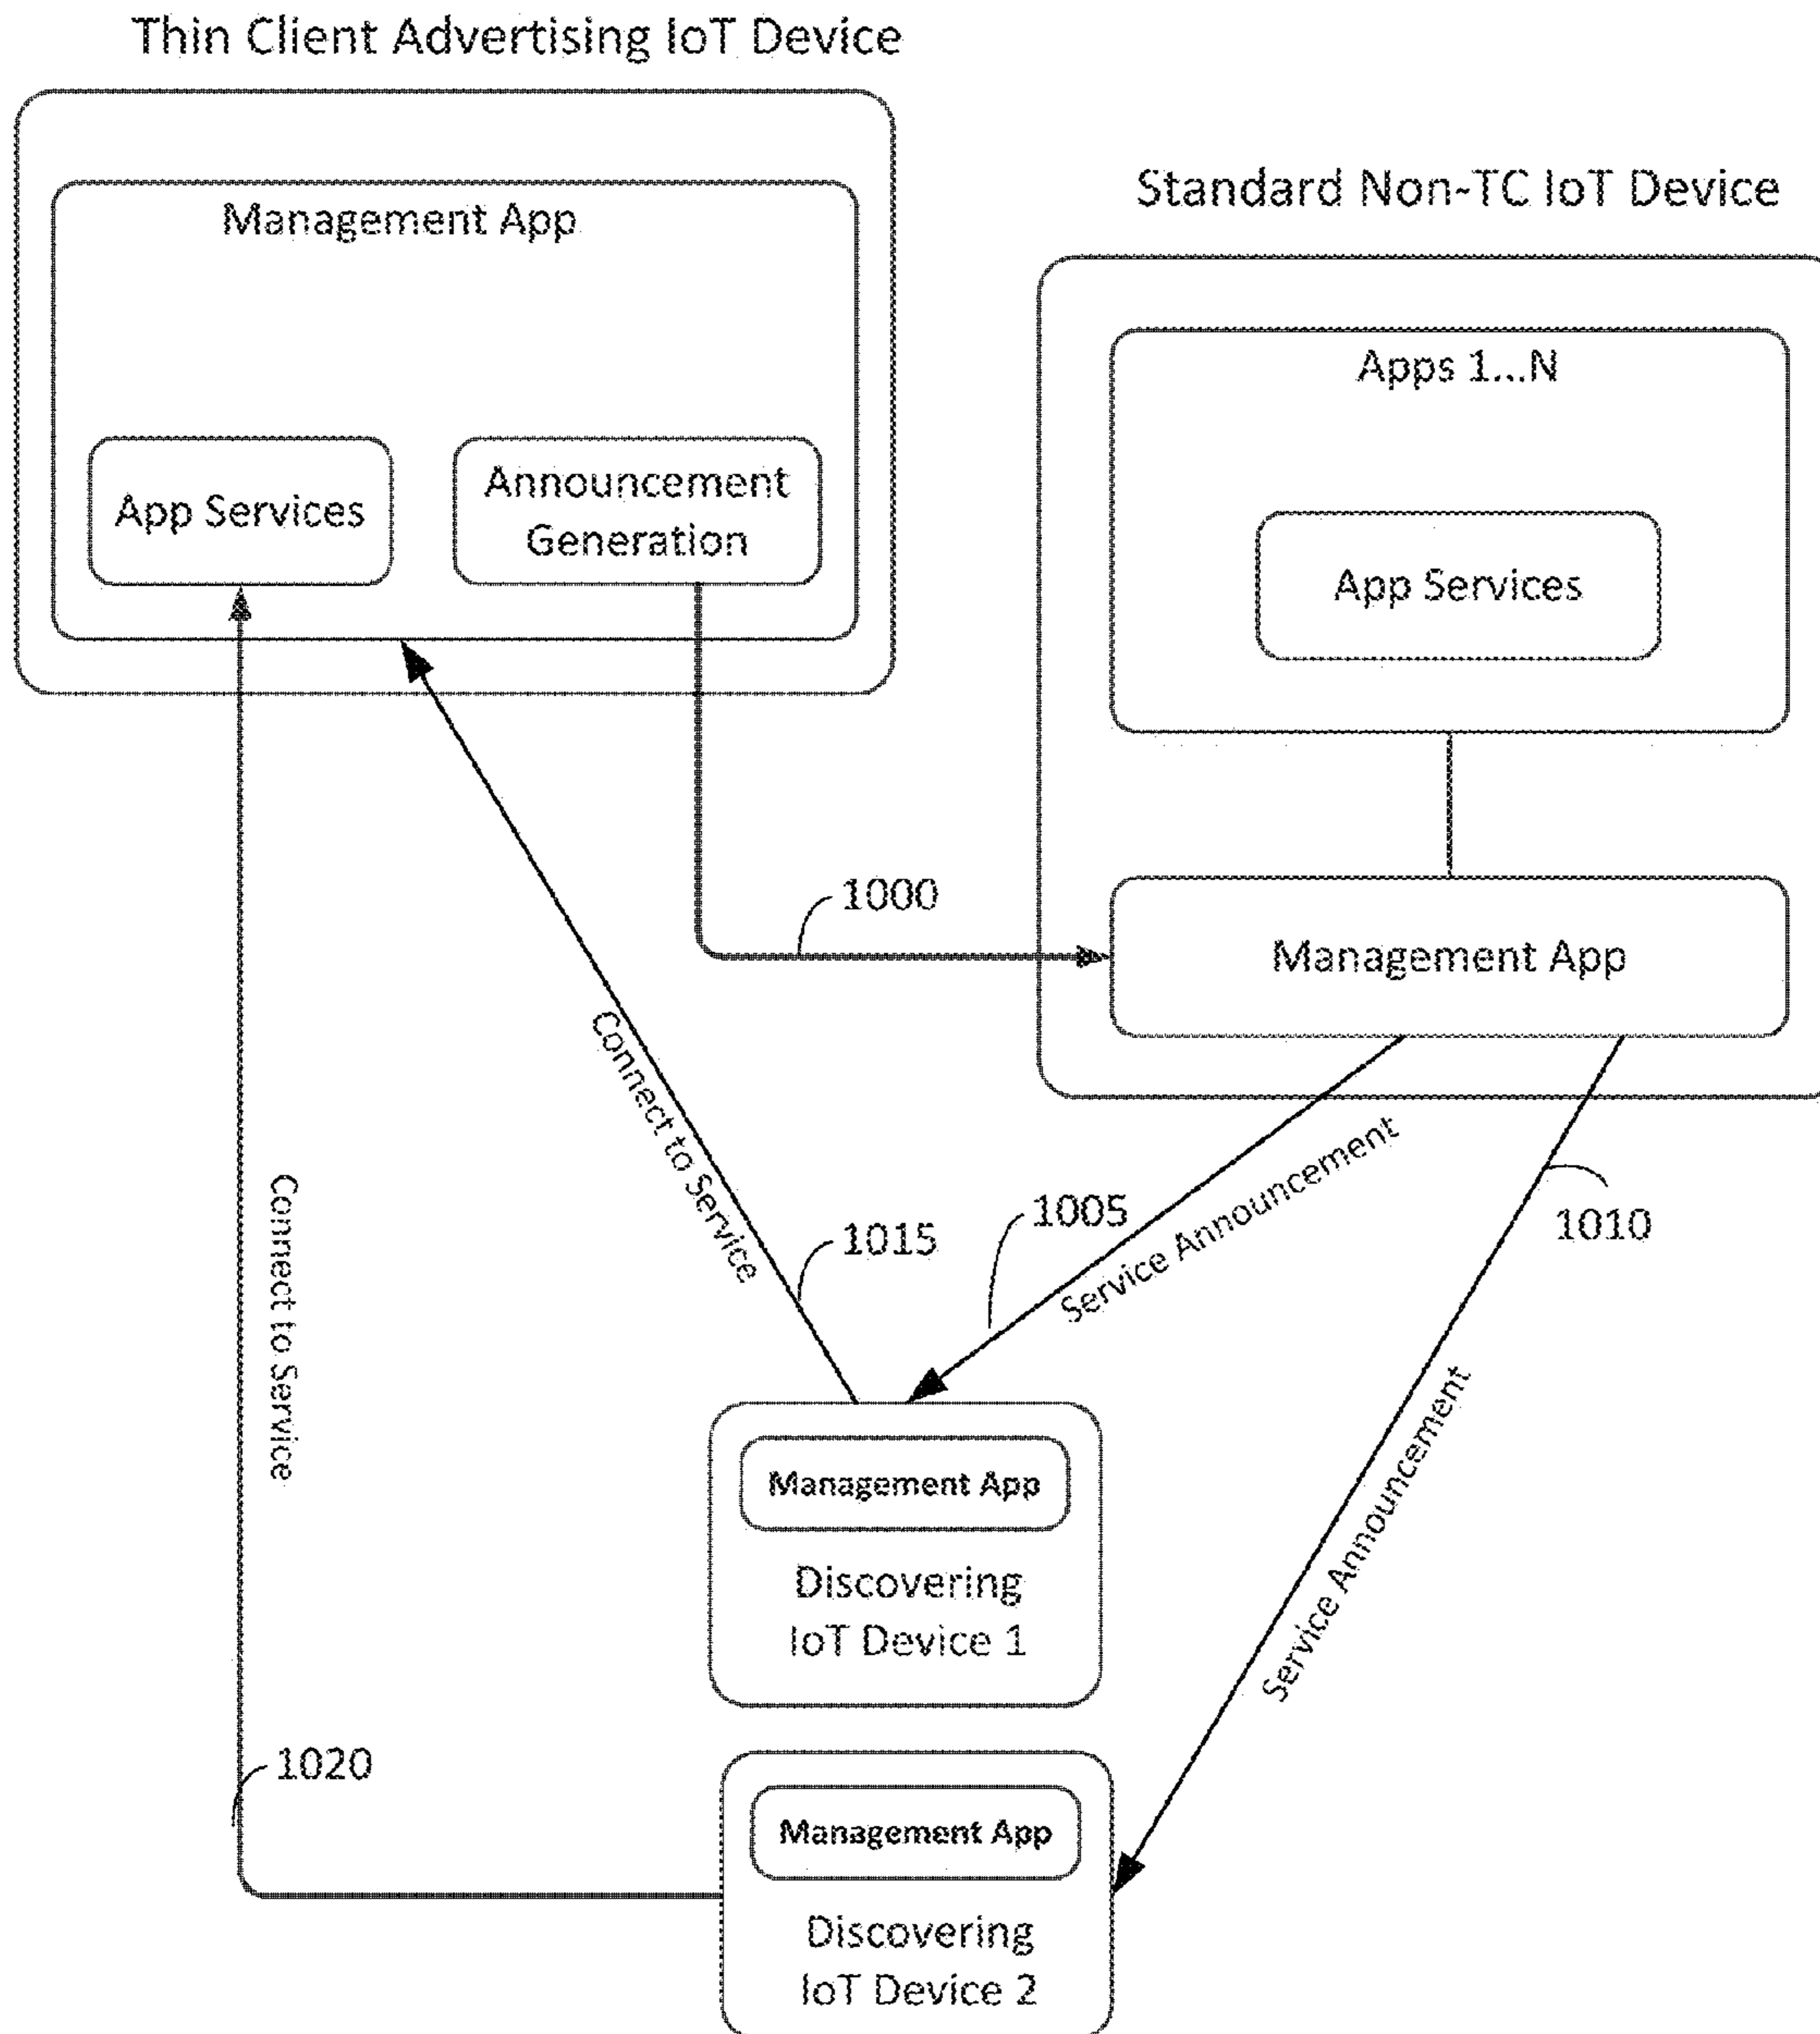 Thin Client Advertising IoT Device
Management App
App Services
Announcement
Generation
Standard Non-TC IoT Device
Apps 1...N
App Services
Management App
1000
Connect to Service
1015
1005
Service Announcement
1010
Service Announcement
Connect to Service
1020
Management App
Discovering
IoT Device 1
Management App
Discovering
IoT Device 2